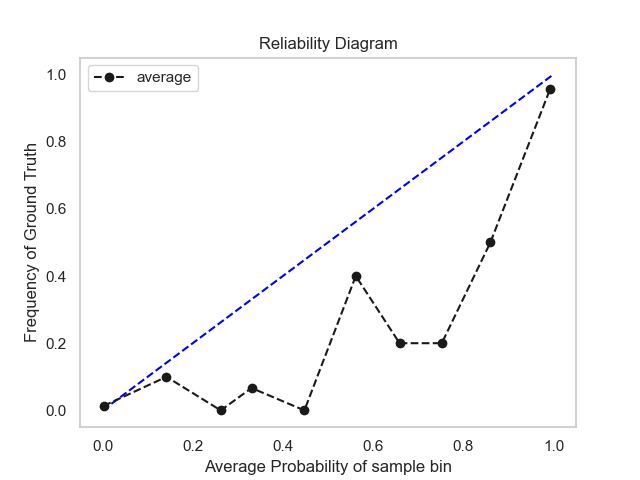 Reliability Diagram
average
1.0
0.8
0.6
0.4
0.2
0.0
Frequency of Ground Truth
0.0 0.2 0.4 0.6 0.8 1.0
Average Probability of sample bin